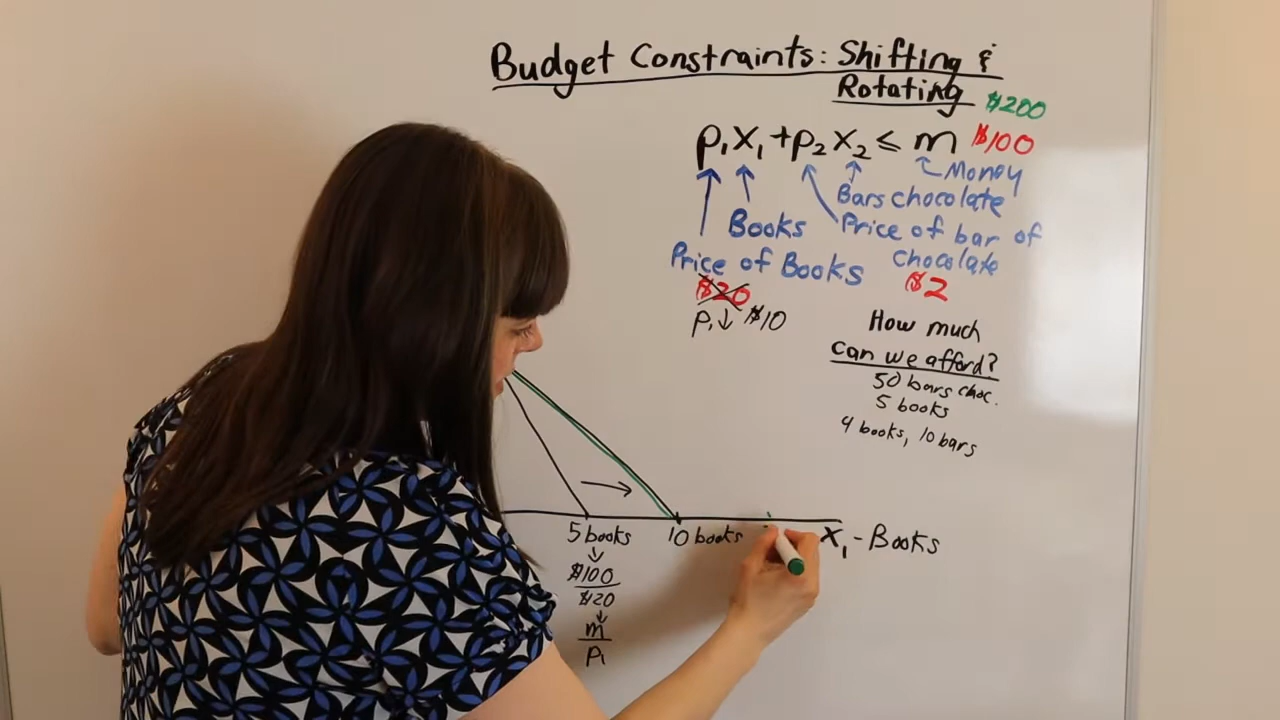 Budget Constraints: Shifting &
Rotating
$200
p₁x₁+p₂x₂≤m $100
Money
Bars chocolate
Books
Price of bar of
chocolate
Price of Books
$2
$20
p₁↓ $10
How much
can we afford?
50 bars choc.
5 books
4 books, 10 bars
5 books
10 books
x₁-Books
$100
$20
m
p₁